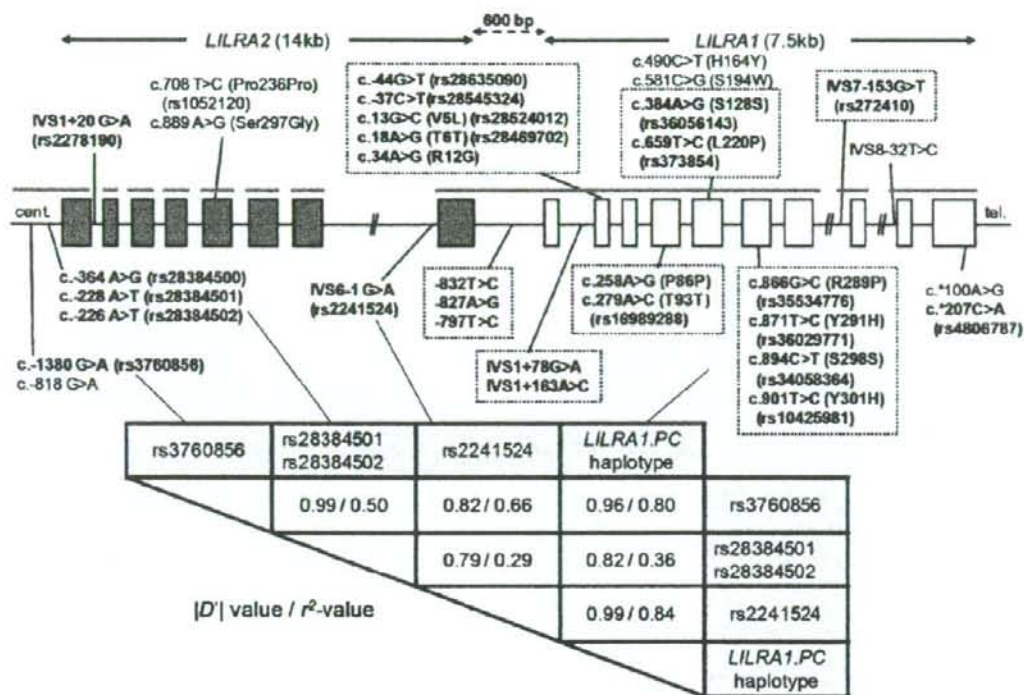 600 bp
LILRA2 (14kb)
LILRA1 (7.5kb)
IVS1+20 G>A
(rs2278190)
c.708 T>C (Pro236Pro)
(rs1052120)
c.889 A>G (Ser297Gly)
c.-44G>T (rs28635090)
c.-37C>T(rs28545324)
c.13G>C (V5L) (rs28524012)
c.18A>G (T6T) (rs28469702)
c.34A>G (R12G)
c.490C>T (H164Y)
c.581C>G (S194W)
c.384A>G (S128S)
(rs36056143)
c.659T>C (L220P)
(rs373854)
IVS7-153G>T
(rs272410)
IVS8-32T>C
cent.
tel.
c.-364 A>G (rs28384500)
c.-228 A>T (rs28384501)
c.-226 A>T (rs28384502)
c.-1380 G>A (rs3760856)
c.-818 G>A
IVS6-1 G>A
(rs2241524)
-832T>C
-827A>G
-797T>C
IVS1+78G>A
IVS1+163A>C
c.258A>G (P86P)
c.279A>C (T93T)
(rs16989288)
c.866G>C (R289P)
(rs35534776)
c.871T>C (Y291H)
(rs36029771)
c.894C>T (S298S)
(rs34058364)
c.901T>C (Y301H)
(rs10425981)
c.*100A>G
c.*207C>A
(rs4806787)
rs3760856
rs28384501
rs28384502
rs2241524
LILRA1.PC
haplotype
0.99 / 0.50
0.82 / 0.66
0.96 / 0.80
rs3760856
0.79 / 0.29
0.82 / 0.36
rs28384501
rs28384502
|D'| value / r²-value
0.99 / 0.84
rs2241524
LILRA1.PC
haplotype